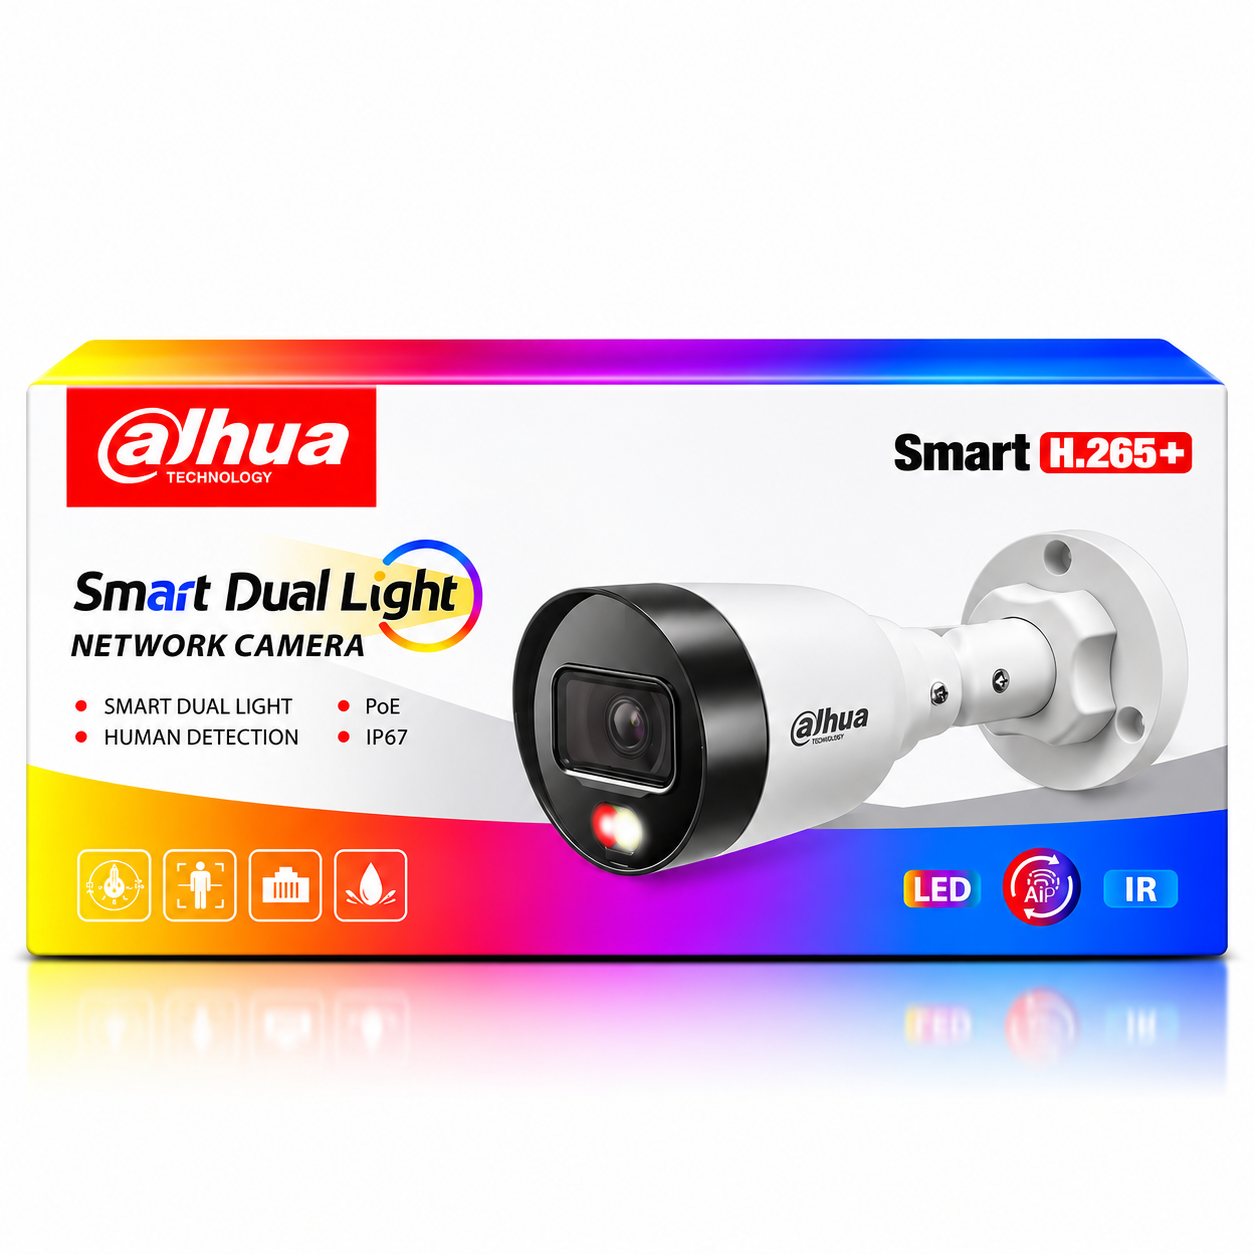 alhua
TECHNOLOGY
Smart H.265+
Smart Dual Light
NETWORK CAMERA
SMART DUAL LIGHT
HUMAN DETECTION
PoE
IP67
alhua
TECHNOLOGY
LED
AiP
IR